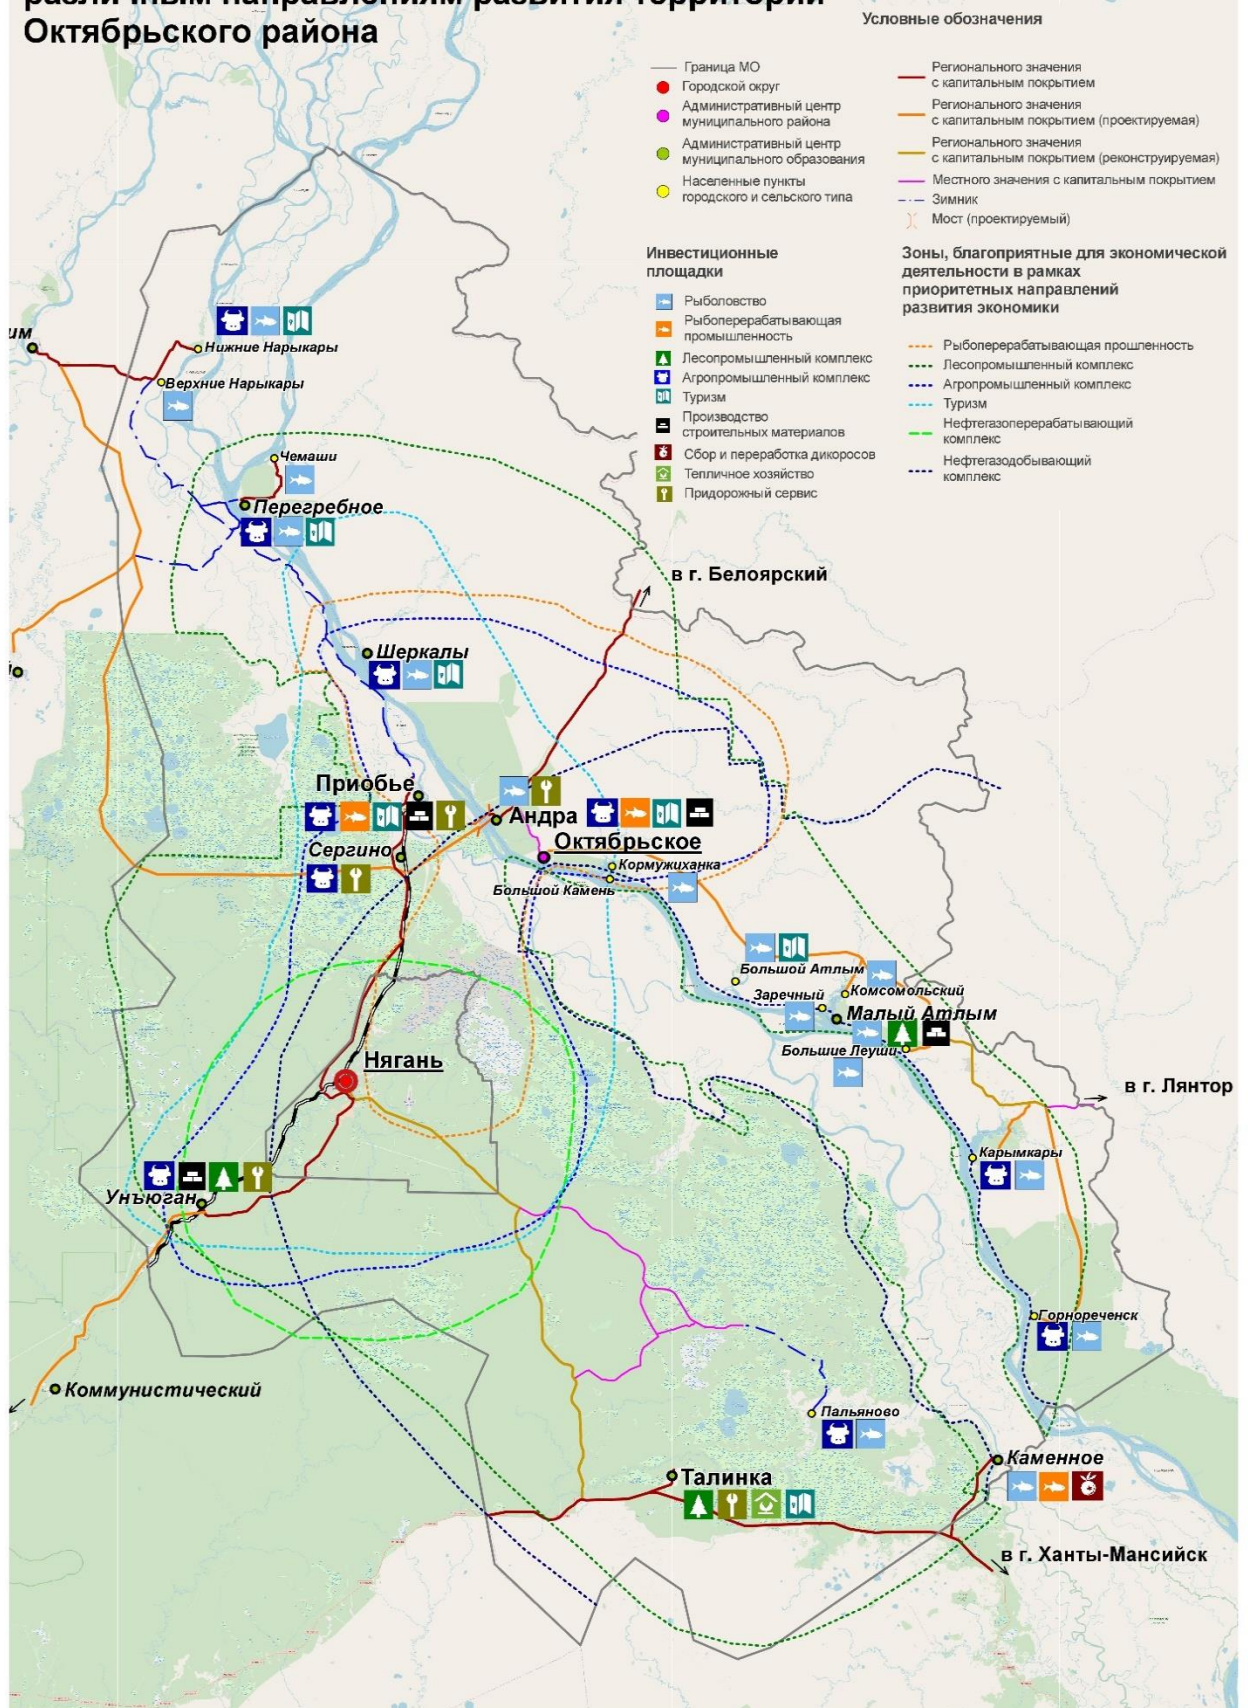 различным направлениям развития территории
Октябрьского района
Условные обозначения
Граница МО
Городской округ
Административный центр
муниципального района
Административный центр
муниципального образования
Населенные пункты
городского и сельского типа
Регионального значения
с капитальным покрытием
Регионального значения
с капитальным покрытием (проектируемая)
Регионального значения
с капитальным покрытием (реконструируемая)
Местного значения с капитальным покрытием
Зимник
Мост (проектируемый)
Инвестиционные
площадки
Рыболовство
Рыбоперерабатывающая
промышленность
Лесопромышленный комплекс
Агропромышленный комплекс
Туризм
Производство
строительных материалов
Сбор и переработка дикоросов
Тепличное хозяйство
Придорожный сервис
Зоны, благоприятные для экономической
деятельности в рамках
приоритетных направлений
развития экономики
Рыбоперерабатывающая прошленность
Лесопромышленный комплекс
Агропромышленный комплекс
Туризм
Нефтегазоперерабатывающий
комплекс
Нефтегазодобывающий
комплекс
им
Нижние Нарыкары
Верхние Нарыкары
Чемаши
Перегребное
в г. Белоярский
Шеркалы
Приобье
Андра
Октябрьское
Сергино
Кормужиханка
Большой Камень
Большой Атлым
Заречный
Комсомольский
Малый Атлым
Большие Леуши
Нягань
в г. Лянтор
Карымкары
Унъюган
Горнореченск
Коммунистический
Пальяново
Каменное
Талинка
в г. Ханты-Мансийск